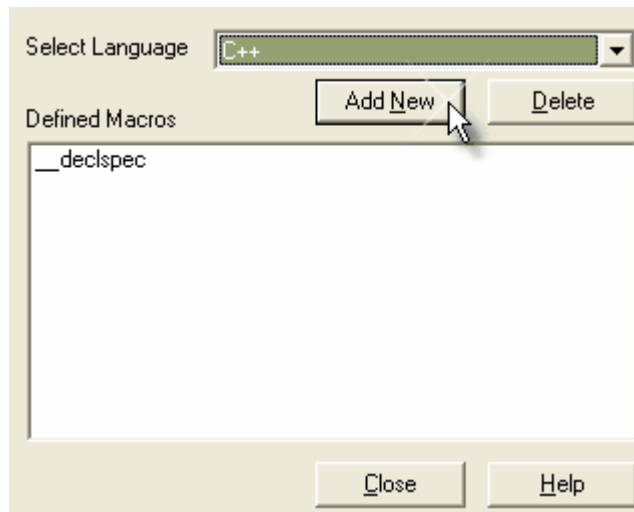 Select Language C++
Add New Delete
Defined Macros
__declspec
Close Help